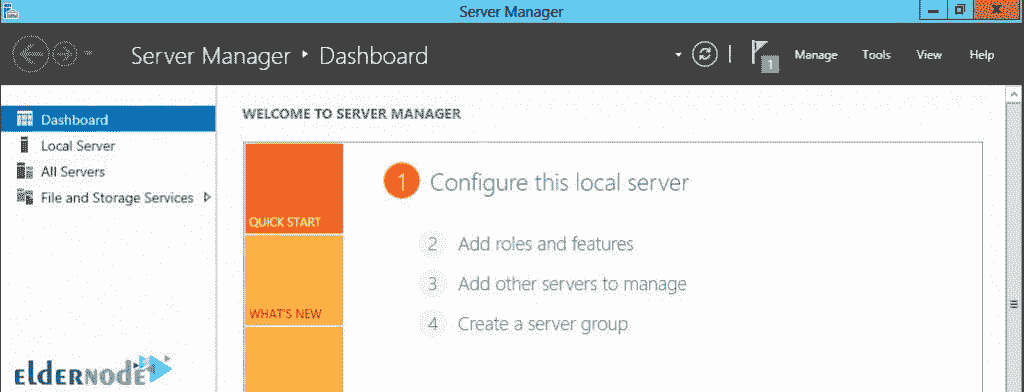 Server Manager
Server Manager ‣ Dashboard
1
Manage
Tools
View
Help
Dashboard
Local Server
All Servers
File and Storage Services
WELCOME TO SERVER MANAGER
QUICK START
WHAT'S NEW
1 Configure this local server
2 Add roles and features
3 Add other servers to manage
4 Create a server group
eldernode